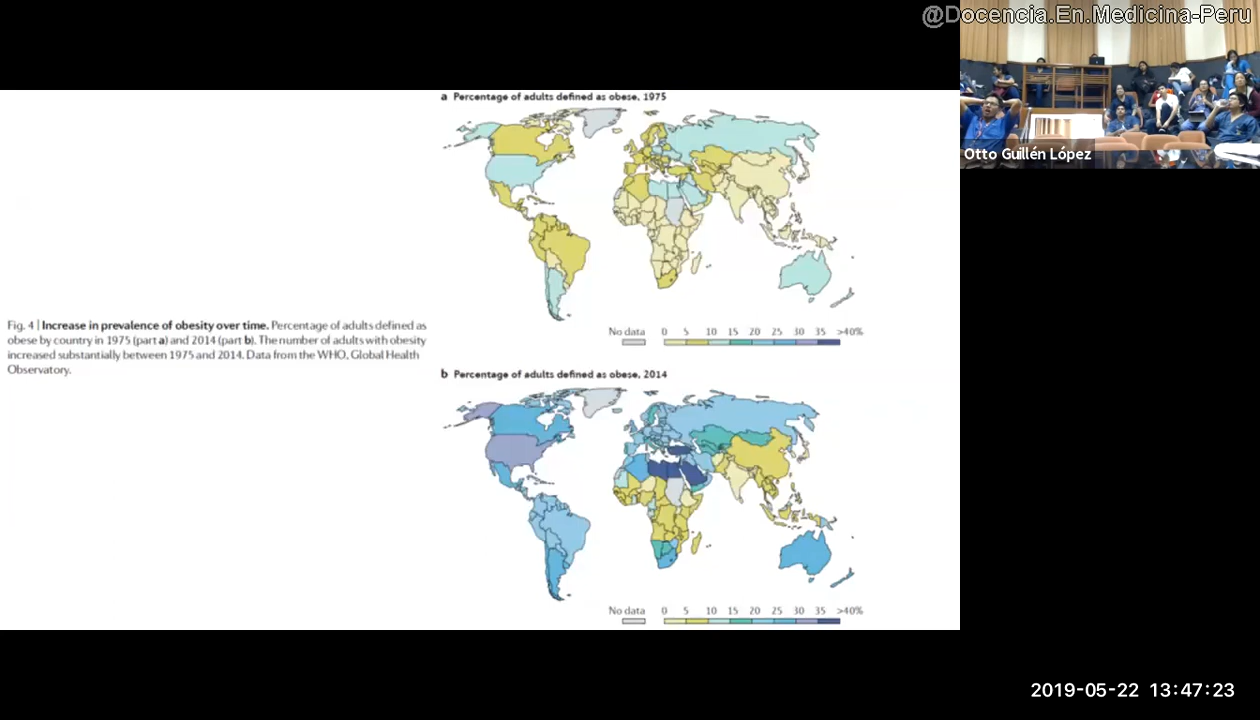 @Docencia.En.Medicina-Peru
Otto Guillén López
a Percentage of adults defined as obese, 1975
No data 0 5 10 15 20 25 30 35 >40%
Fig. 4 | Increase in prevalence of obesity over time. Percentage of adults defined as
obese by country in 1975 (part a) and 2014 (part b). The number of adults with obesity
increased substantially between 1975 and 2014. Data from the WHO, Global Health
Observatory.
b Percentage of adults defined as obese, 2014
No data 0 5 10 15 20 25 30 35 >40%
2019-05-22 13:47:23